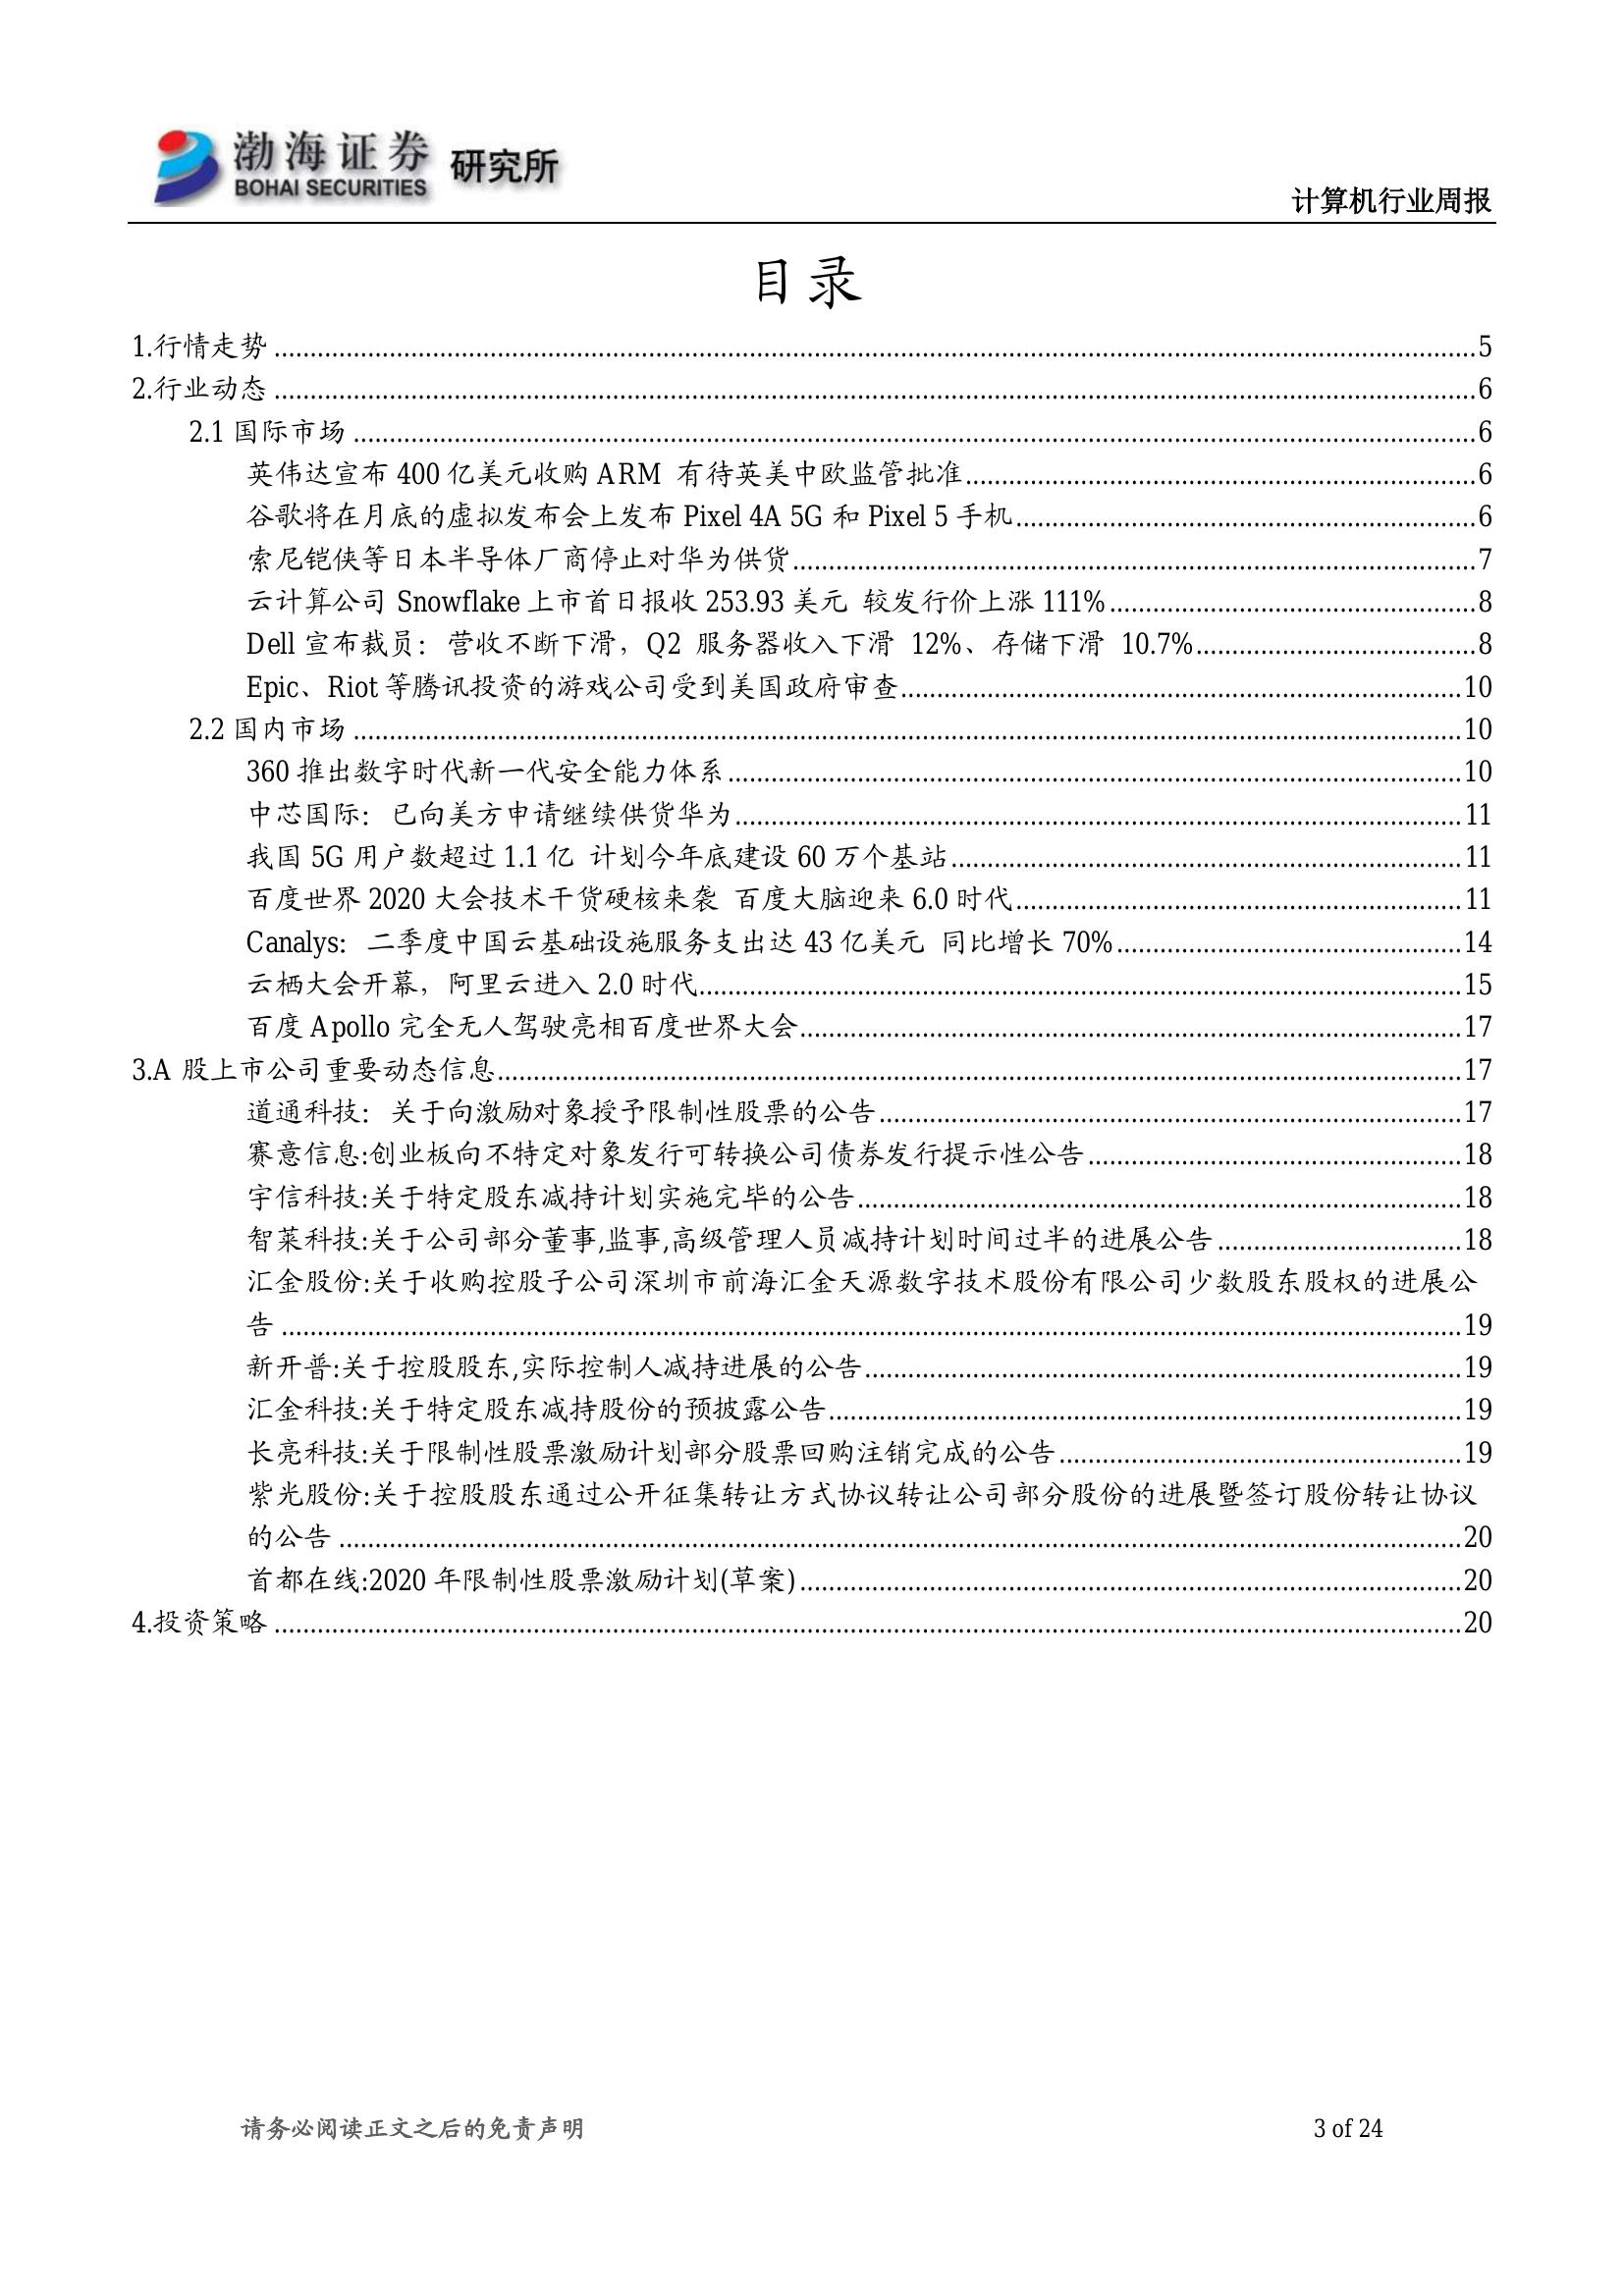 渤海证券 研究所
BOHAI SECURITIES
计算机行业周报
目录
1.行情走势 ........ 5
2.行业动态 ........ 6
2.1 国际市场 ........ 6
英伟达宣布 400 亿美元收购 ARM 有待英美中欧监管批准 ........ 6
谷歌将在月底的虚拟发布会上发布 Pixel 4A 5G 和 Pixel 5 手机 ........ 6
索尼铠侠等日本半导体厂商停止对华为供货 ........ 7
云计算公司 Snowflake 上市首日报收 253.93 美元 较发行价上涨 111% ........ 8
Dell 宣布裁员：营收不断下滑，Q2 服务器收入下滑 12%、存储下滑 10.7% ........ 8
Epic、Riot 等腾讯投资的游戏公司受到美国政府审查 ........ 10
2.2 国内市场 ........ 10
360 推出数字时代新一代安全能力体系 ........ 10
中芯国际：已向美方申请继续供货华为 ........ 11
我国 5G 用户数超过 1.1 亿 计划今年底建设 60 万个基站 ........ 11
百度世界 2020 大会技术干货硬核来袭 百度大脑迎来 6.0 时代 ........ 11
Canalys：二季度中国云基础设施服务支出达 43 亿美元 同比增长 70% ........ 14
云栖大会开幕，阿里云进入 2.0 时代 ........ 15
百度 Apollo 完全无人驾驶亮相百度世界大会 ........ 17
3.A 股上市公司重要动态信息 ........ 17
道通科技：关于向激励对象授予限制性股票的公告 ........ 17
赛意信息:创业板向不特定对象发行可转换公司债券发行提示性公告 ........ 18
宇信科技:关于特定股东减持计划实施完毕的公告 ........ 18
智莱科技:关于公司部分董事,监事,高级管理人员减持计划时间过半的进展公告 ........ 18
汇金股份:关于收购控股子公司深圳市前海汇金天源数字技术股份有限公司少数股东股权的进展公
告 ........ 19
新开普:关于控股股东,实际控制人减持进展的公告 ........ 19
汇金科技:关于特定股东减持股份的预披露公告 ........ 19
长亮科技:关于限制性股票激励计划部分股票回购注销完成的公告 ........ 19
紫光股份:关于控股股东通过公开征集转让方式协议转让公司部分股份的进展暨签订股份转让协议
的公告 ........ 20
首都在线:2020 年限制性股票激励计划(草案) ........ 20
4.投资策略 ........ 20
请务必阅读正文之后的免责声明
3 of 24